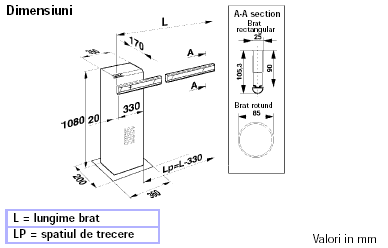 Dimensiuni
L
170
A
A
1080
20
330
Lp=L-330
200
A-A section
Brat
rectangular
25
105.3
90
Brat rotund
85
L = lungime brat
LP = spatiul de trecere
Valori in mm